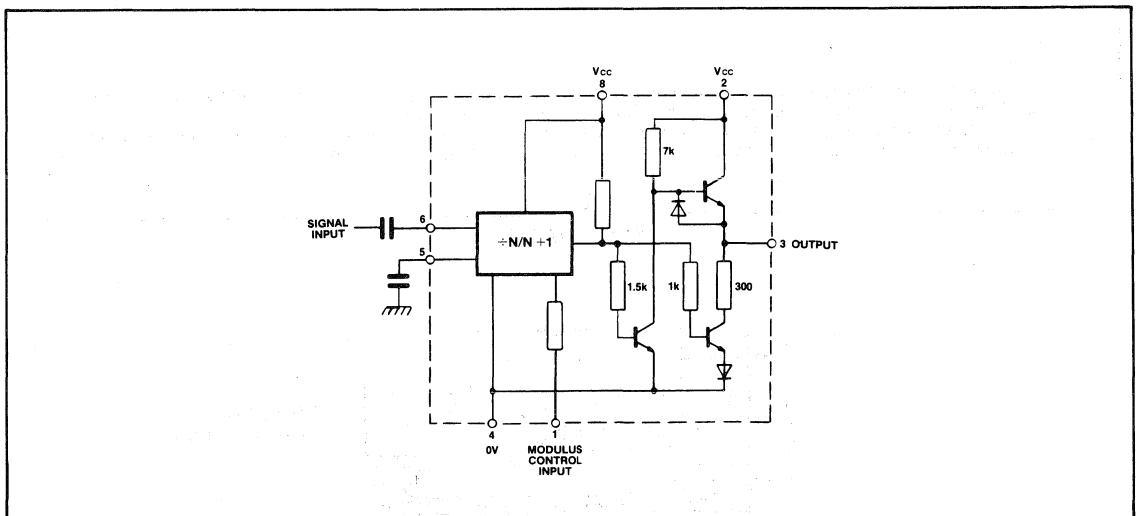 Vcc
8
Vcc
2
7k
SIGNAL
INPUT
6
÷N/N +1
3 OUTPUT
5
1.5k
1k
300
4
0V
1
MODULUS
CONTROL
INPUT